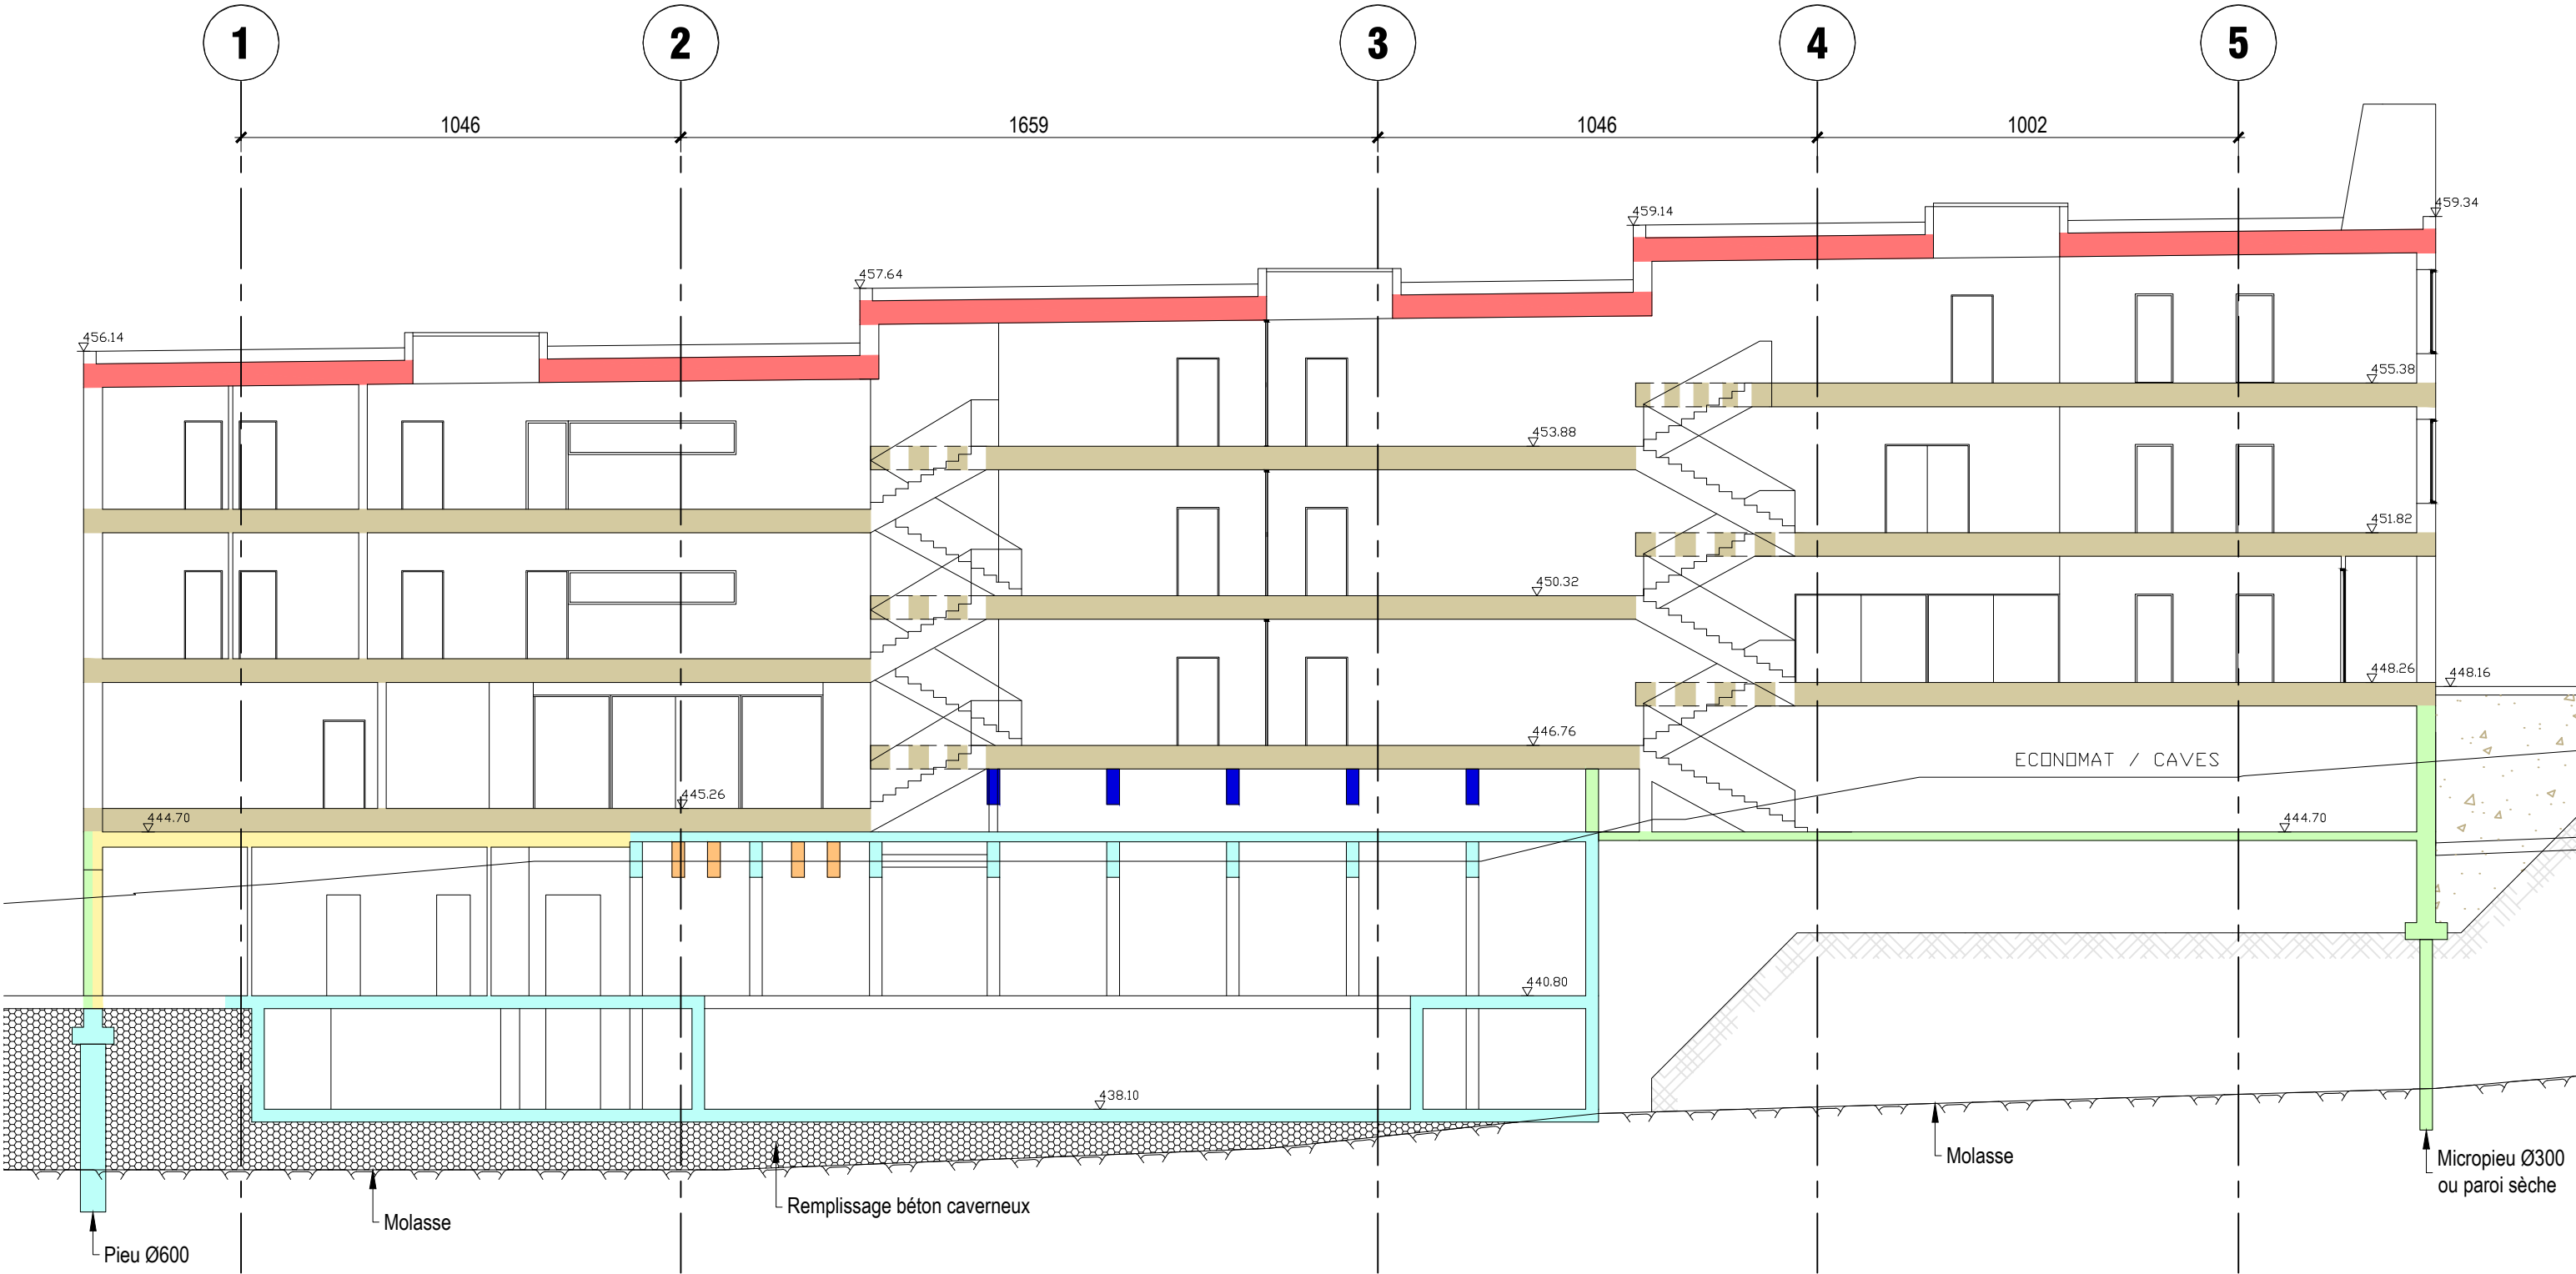 1 2 3 4 5
1046 1659 1046 1002
459.14 459.34
457.64
456.14
455.38
453.88
451.82
450.32
448.26 448.16
446.76
ECONOMAT / CAVES
445.26
444.70 444.70
440.80
438.10
Molasse
Micropieu Ø300
ou paroi sèche
Remplissage béton caverneux
Molasse
Pieu Ø600